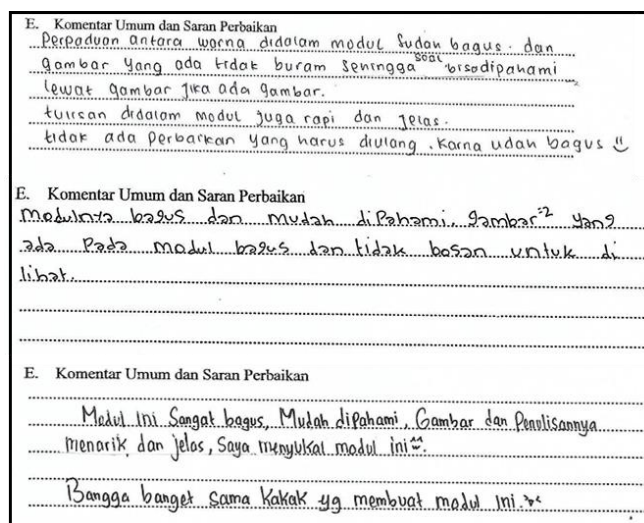 E. Komentar Umum dan Saran Perbaikan
Perpaduan antara warna didalam modul Sudah bagus. dan
gambar yang ada tidak buram sehingga soal bisa dipahami
lewat gambar jika ada gambar.
tulisan didalam modul juga rapi dan jelas.
tidak ada perbaikan yang harus diulang. Karna udah bagus
E. Komentar Umum dan Saran Perbaikan
Modulnya bagus dan mudah dipahami. gambar=2 yang
ada Pada modul bagus dan tidak bosan untuk di
lihat.
E. Komentar Umum dan Saran Perbaikan
Modul ini Sangat bagus, Mudah dipahami, Gambar dan Penulisannya
menarik dan jelas, Saya menyukai modul ini.
Bangga banget sama Kakak yg membuat modul ini.